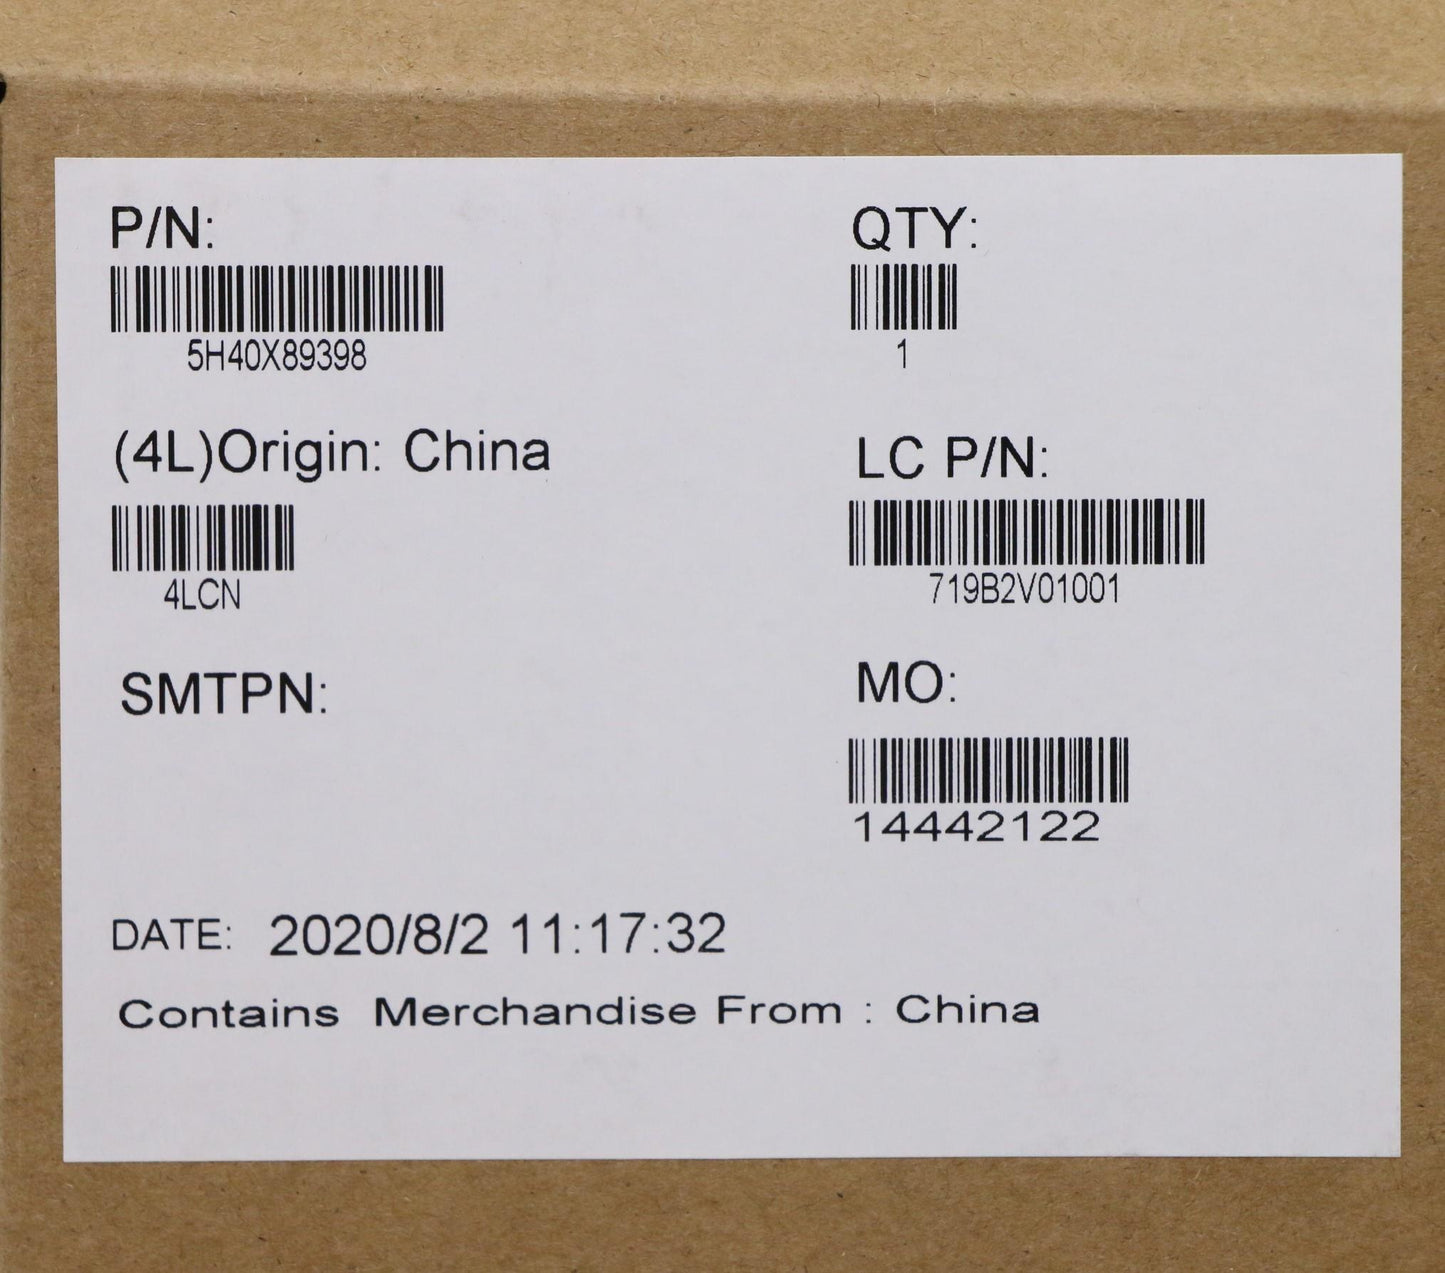 P/N:
5H40X89398
QTY:
1
(4L)Origin: China
4LCN
LC P/N:
719B2V01001
SMTPN:
MO:
14442122
DATE: 2020/8/2 11:17:32
Contains Merchandise From : China